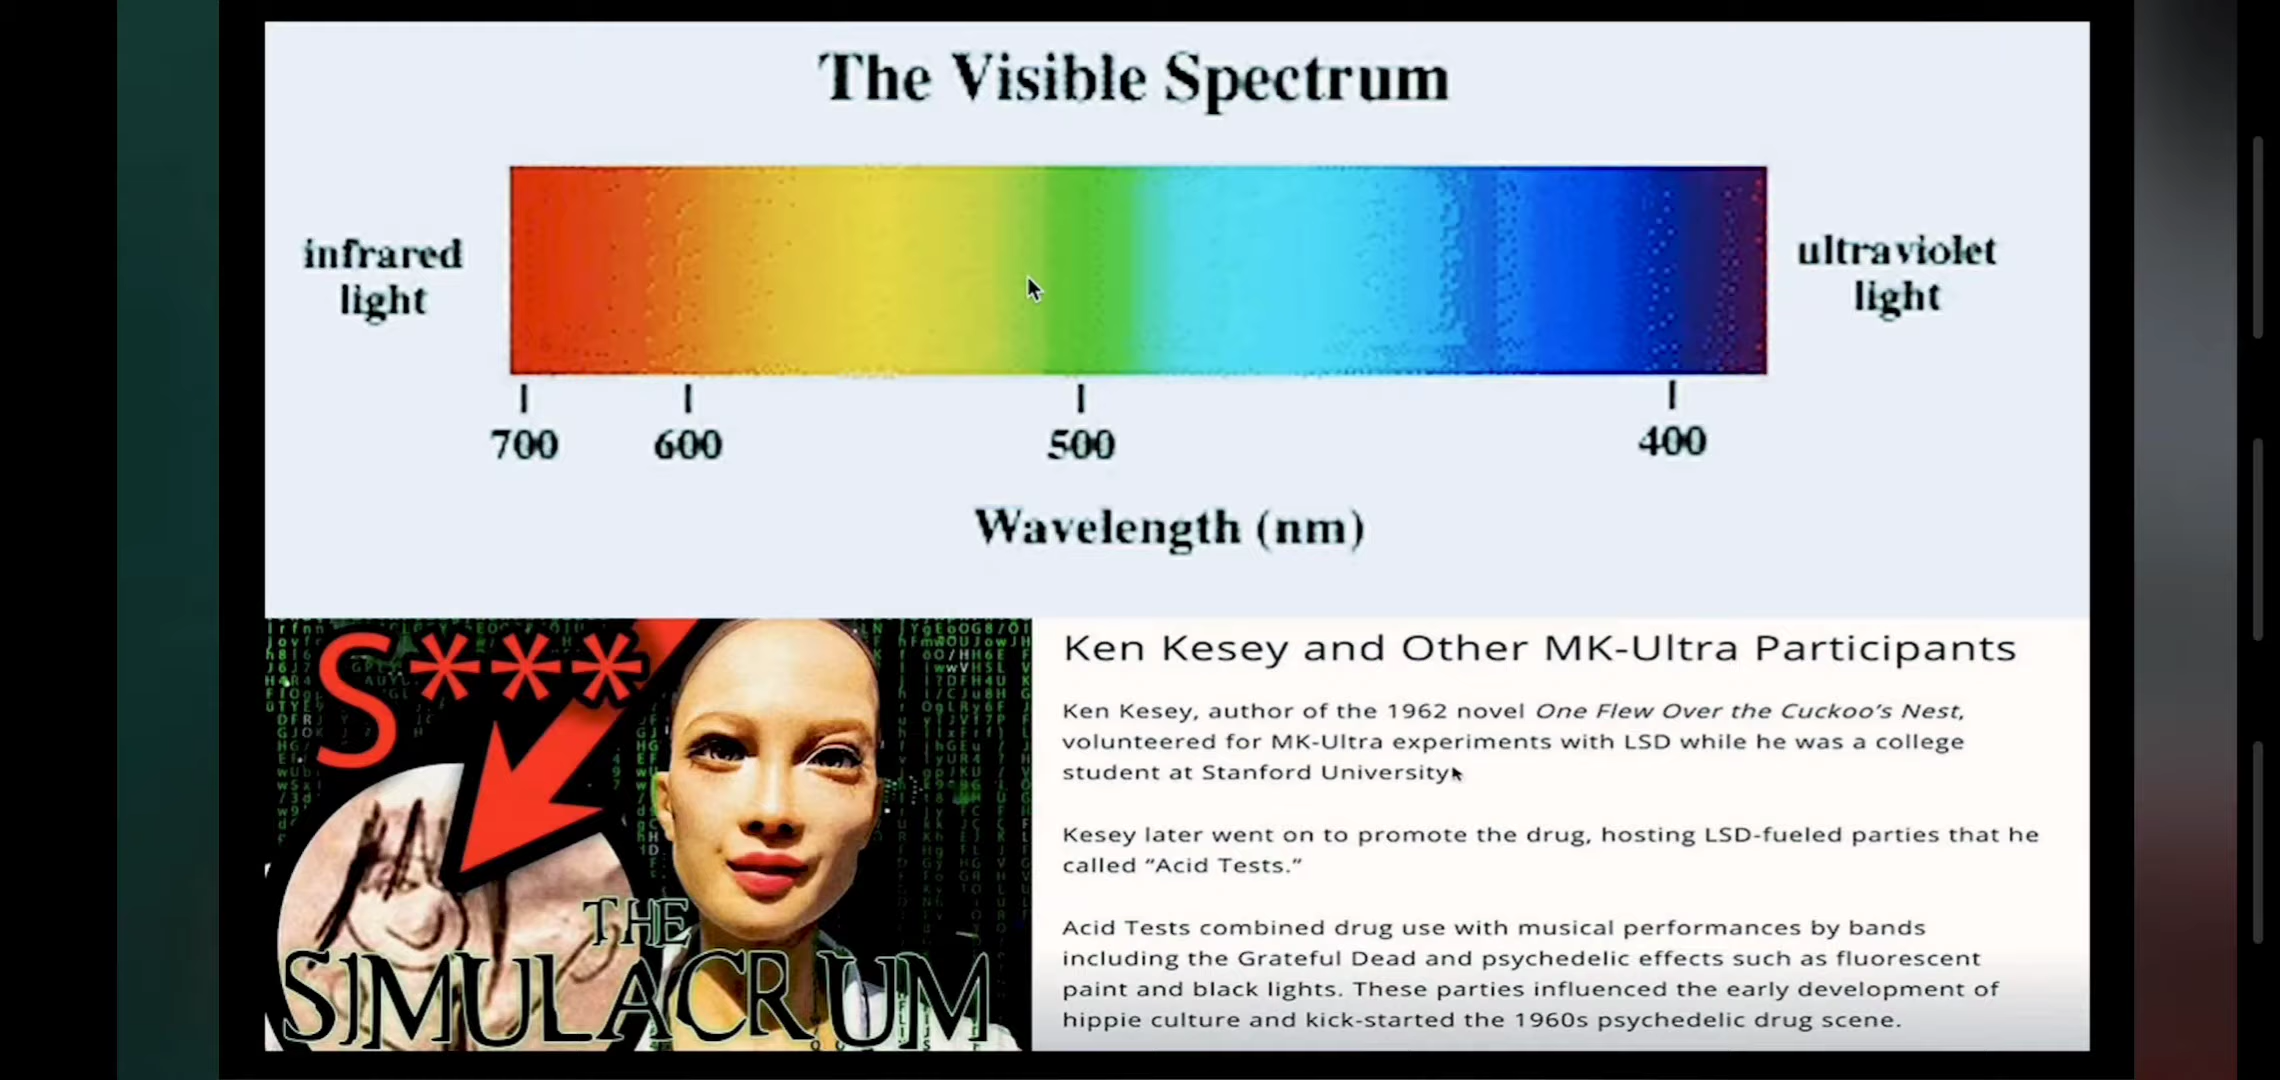 The Visible Spectrum
infrared
light
ultraviolet
light
700 600 500 400
Wavelength (nm)
S***
THE
SIMULACRUM
Ken Kesey and Other MK-Ultra Participants
Ken Kesey, author of the 1962 novel One Flew Over the Cuckoo's Nest,
volunteered for MK-Ultra experiments with LSD while he was a college
student at Stanford University
Kesey later went on to promote the drug, hosting LSD-fueled parties that he
called “Acid Tests.”
Acid Tests combined drug use with musical performances by bands
including the Grateful Dead and psychedelic effects such as fluorescent
paint and black lights. These parties influenced the early development of
hippie culture and kick-started the 1960s psychedelic drug scene.